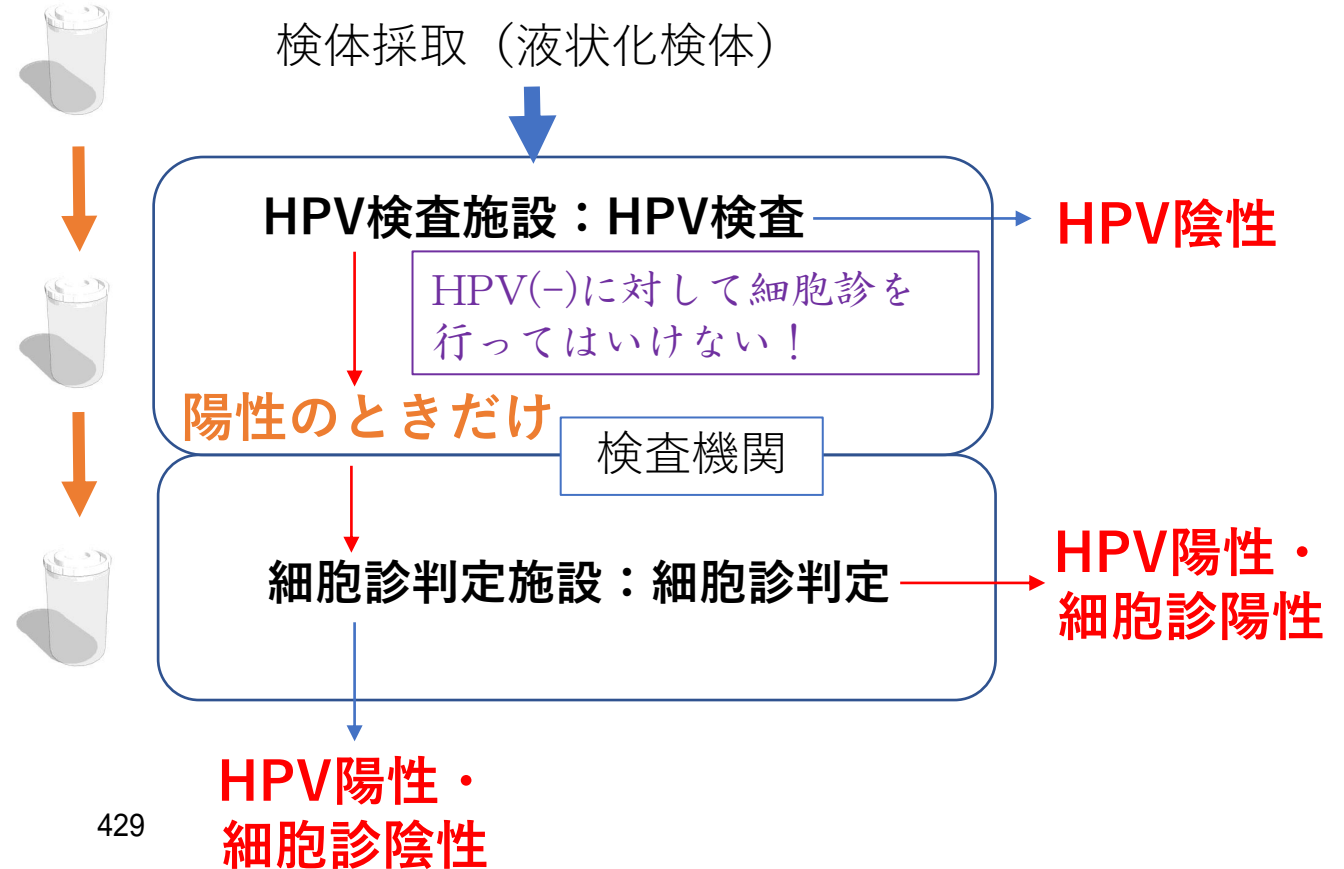 検体採取（液状化検体）
HPV検査施設：HPV検査
HPV陰性
HPV(-)に対して細胞診を
行ってはいけない！
陽性のときだけ
検査機関
細胞診判定施設：細胞診判定
HPV陽性・
細胞診陽性
HPV陽性・
細胞診陰性
429